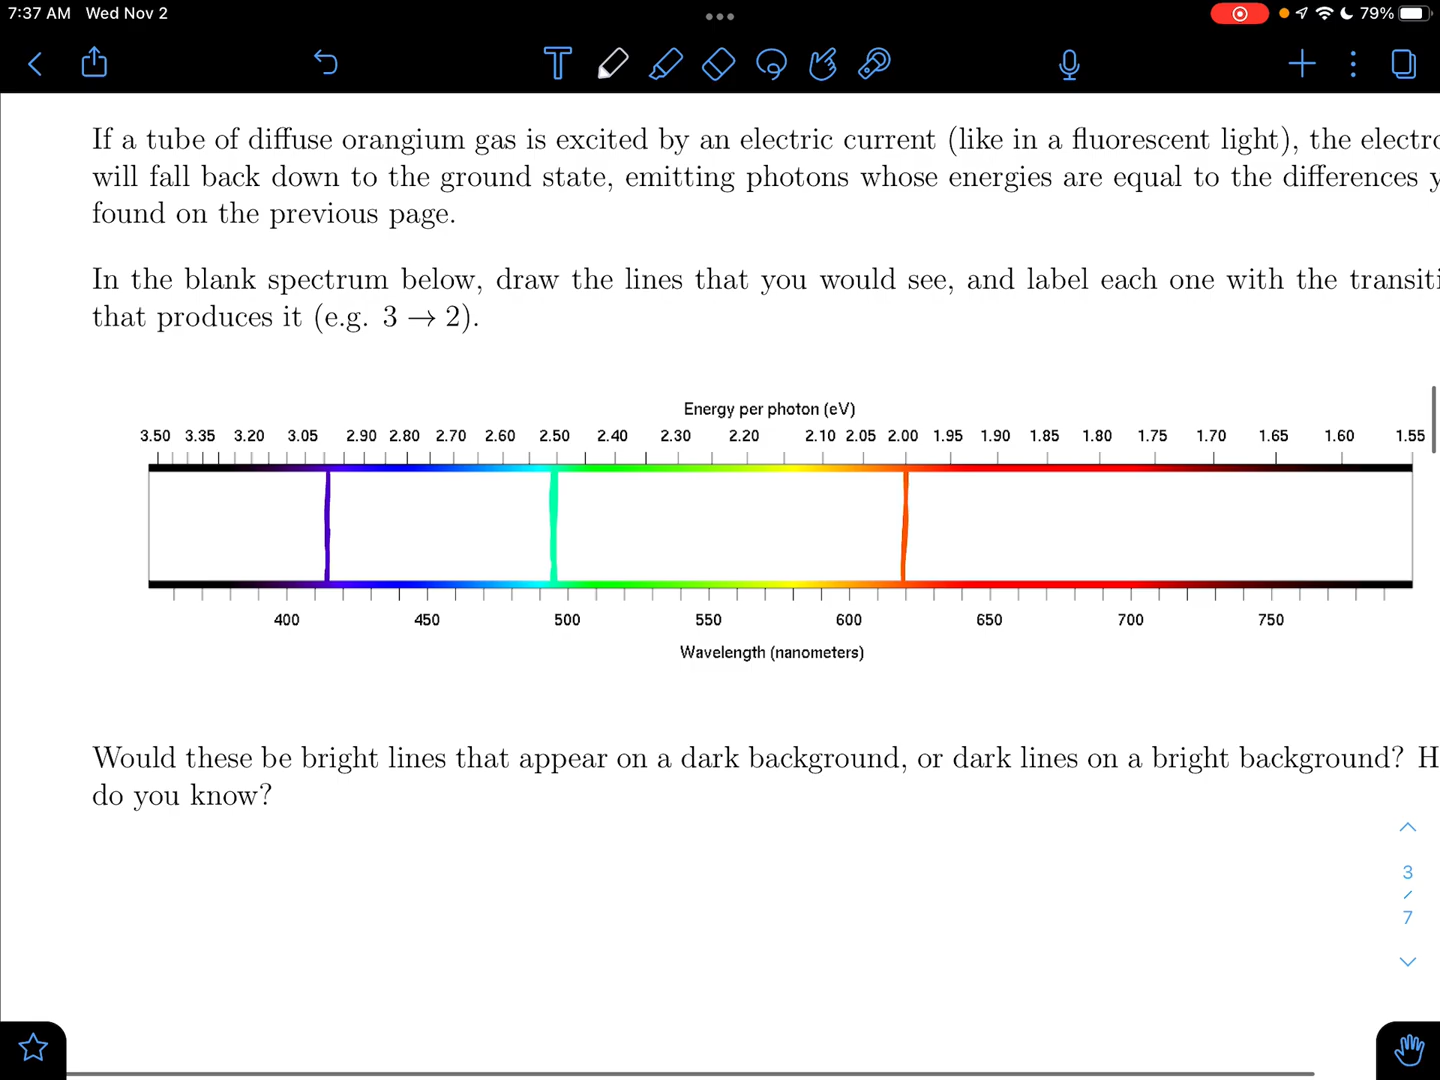 7:37 AM Wed Nov 2
79%
If a tube of diffuse orangium gas is excited by an electric current (like in a fluorescent light), the electro
will fall back down to the ground state, emitting photons whose energies are equal to the differences y
found on the previous page.
In the blank spectrum below, draw the lines that you would see, and label each one with the transiti
that produces it (e.g. 3 → 2).
Energy per photon (eV)
3.50 3.35 3.20 3.05 2.90 2.80 2.70 2.60 2.50 2.40 2.30 2.20 2.10 2.05 2.00 1.95 1.90 1.85 1.80 1.75 1.70 1.65 1.60 1.55
400 450 500 550 600 650 700 750
Wavelength (nanometers)
Would these be bright lines that appear on a dark background, or dark lines on a bright background? H
do you know?
3
/
7